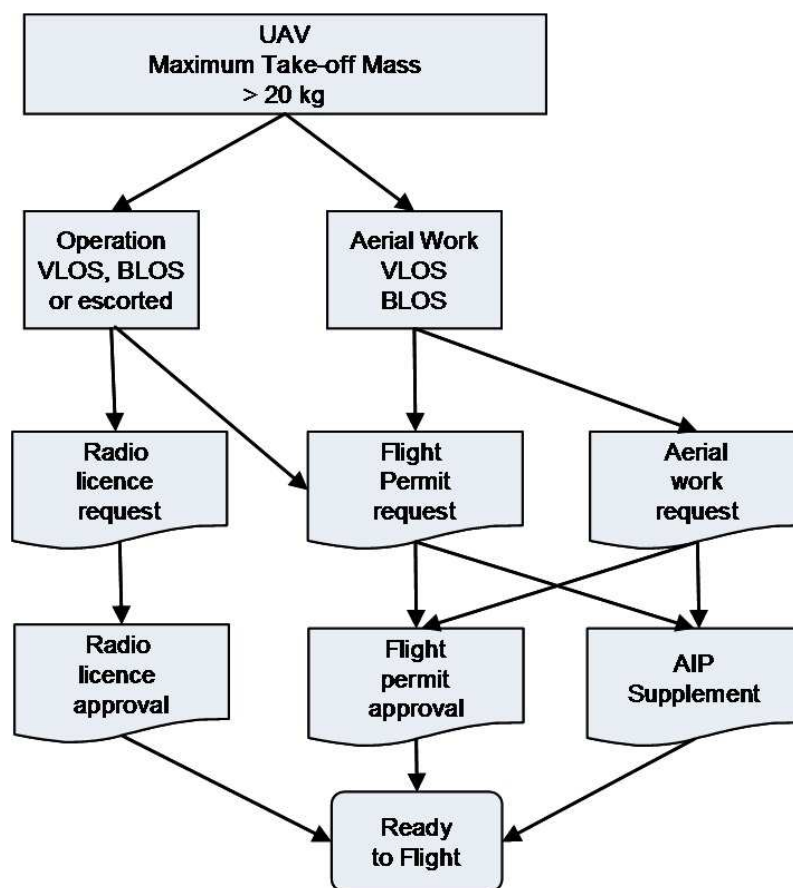 UAV
Maximum Take-off Mass
> 20 kg
Operation
VLOS, BLOS
or escorted
Aerial Work
VLOS
BLOS
Radio
licence
request
Flight
Permit
request
Aerial
work
request
Radio
licence
approval
Flight
permit
approval
AIP
Supplement
Ready
to Flight